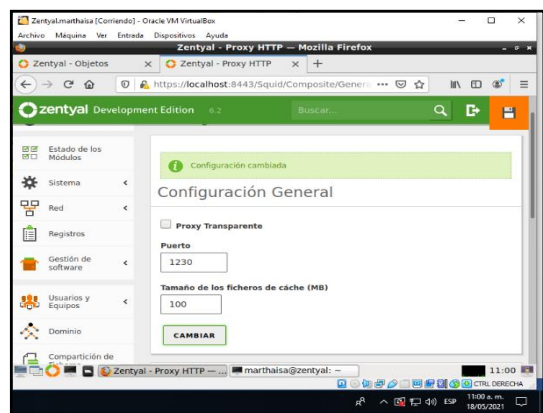 Zentyal.marthaisa [Corriendo] - Oracle VM VirtualBox
Archivo Máquina Ver Entrada Dispositivos Ayuda
Zentyal - Proxy HTTP — Mozilla Firefox
Zentyal - Objetos
Zentyal - Proxy HTTP
https://localhost:8443/Squid/Composite/Genera
zentyal Development Edition 6.2
Buscar...
Estado de los
Módulos
Sistema
Red
Registros
Gestión de
software
Usuarios y
Equipos
Dominio
Compartición de
Configuración cambiada
Configuración General
Proxy Transparente
Puerto
1230
Tamaño de los ficheros de cáche (MB)
100
CAMBIAR
Zentyal - Proxy HTTP — ...
marthaisa@zentyal: ~
11:00
CTRL DERECHA
ESP
11:00 a. m.
18/05/2021